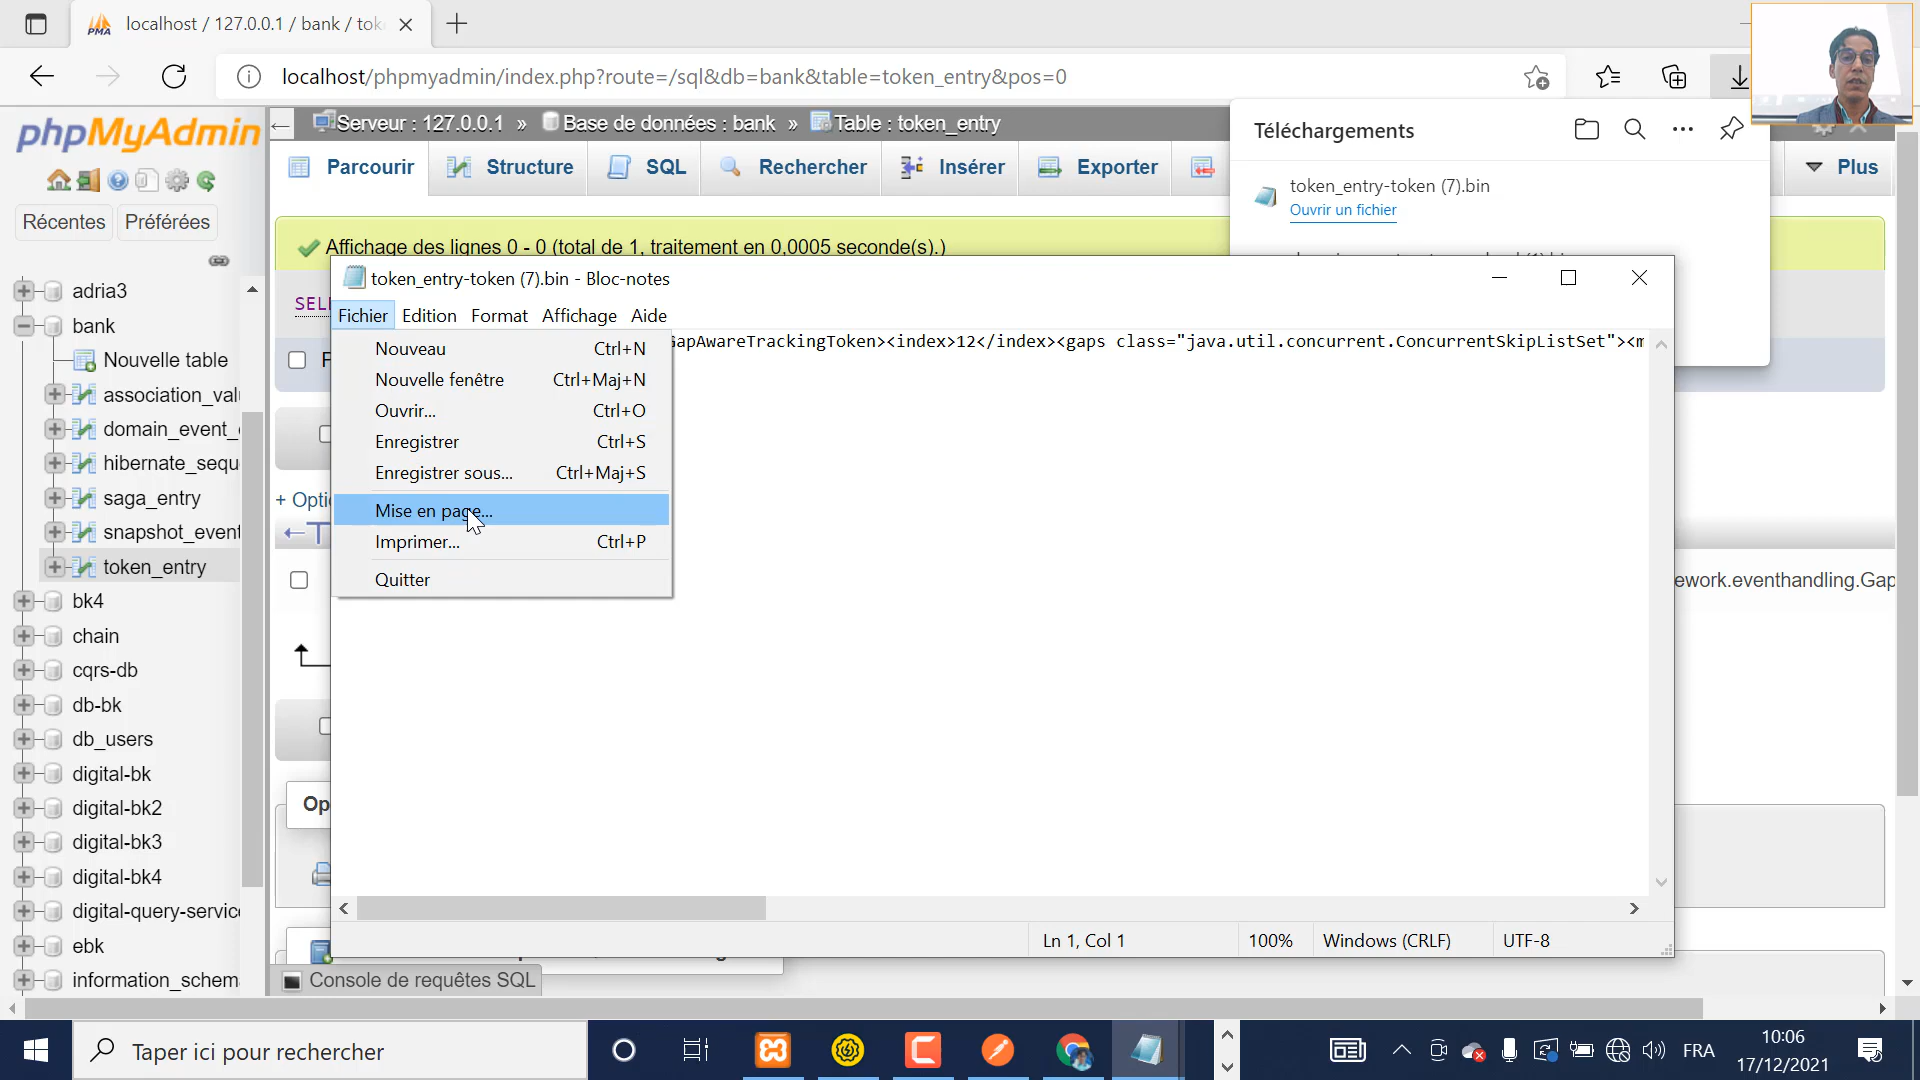 localhost / 127.0.0.1 / bank / tok
localhost/phpmyadmin/index.php?route=/sql&db=bank&table=token_entry&pos=0
phpMyAdmin
Récentes
Préférées
adria3
bank
Nouvelle table
association_val
domain_event_
hibernate_sequ
saga_entry
snapshot_event
token_entry
bk4
chain
cqrs-db
db-bk
db_users
digital-bk
digital-bk2
digital-bk3
digital-bk4
digital-query-servic
ebk
information_schem
Serveur : 127.0.0.1 » Base de données : bank » Table : token_entry
Parcourir
Structure
SQL
Rechercher
Insérer
Exporter
Plus
Affichage des lignes 0 - 0 (total de 1, traitement en 0,0005 seconde(s).)
SEL
+ Opti
←T
ework.eventhandling.Gap
Op
Console de requêtes SQL
Téléchargements
token_entry-token (7).bin
Ouvrir un fichier
token_entry-token (7).bin - Bloc-notes
Fichier Edition Format Affichage Aide
GapAwareTrackingToken><index>12</index><gaps class="java.util.concurrent.ConcurrentSkipListSet"><m
Nouveau Ctrl+N
Nouvelle fenêtre Ctrl+Maj+N
Ouvrir... Ctrl+O
Enregistrer Ctrl+S
Enregistrer sous... Ctrl+Maj+S
Mise en page...
Imprimer... Ctrl+P
Quitter
Ln 1, Col 1
100%
Windows (CRLF)
UTF-8
Taper ici pour rechercher
FRA
10:06
17/12/2021